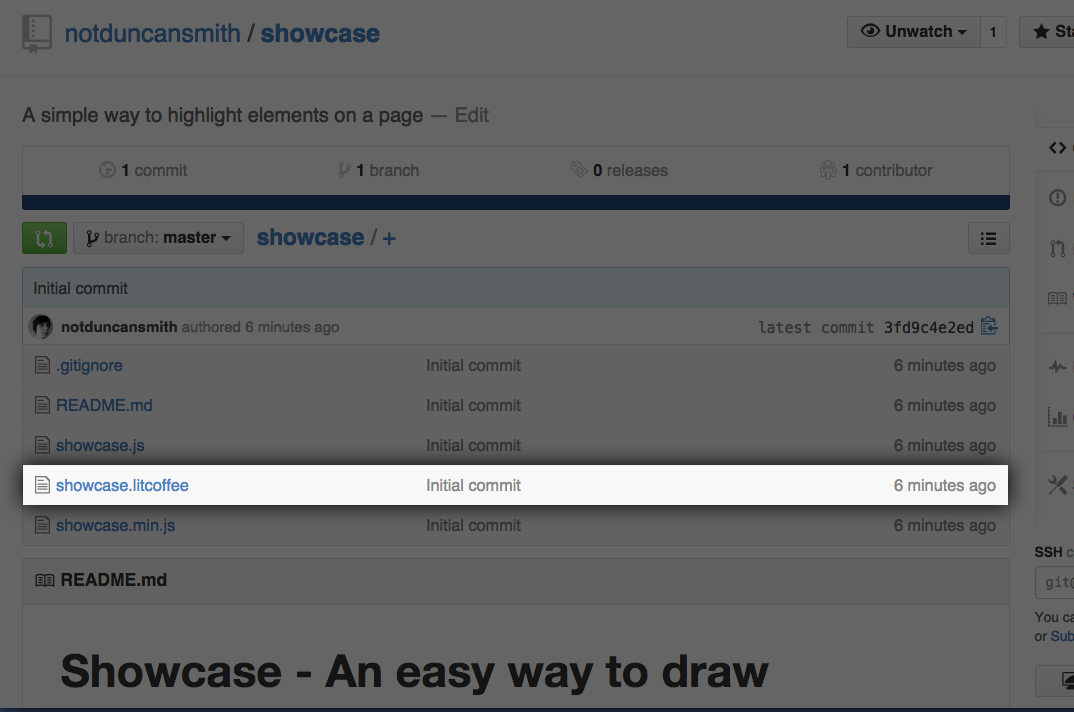 notduncansmith / showcase
Unwatch 1
A simple way to highlight elements on a page — Edit
1 commit 1 branch 0 releases 1 contributor
branch: master showcase / +
Initial commit
notduncansmith authored 6 minutes ago latest commit 3fd9c4e2ed
.gitignore Initial commit 6 minutes ago
README.md Initial commit 6 minutes ago
showcase.js Initial commit 6 minutes ago
showcase.litcoffee Initial commit 6 minutes ago
showcase.min.js Initial commit 6 minutes ago
SSH
git@
README.md
You
or
Showcase - An easy way to draw